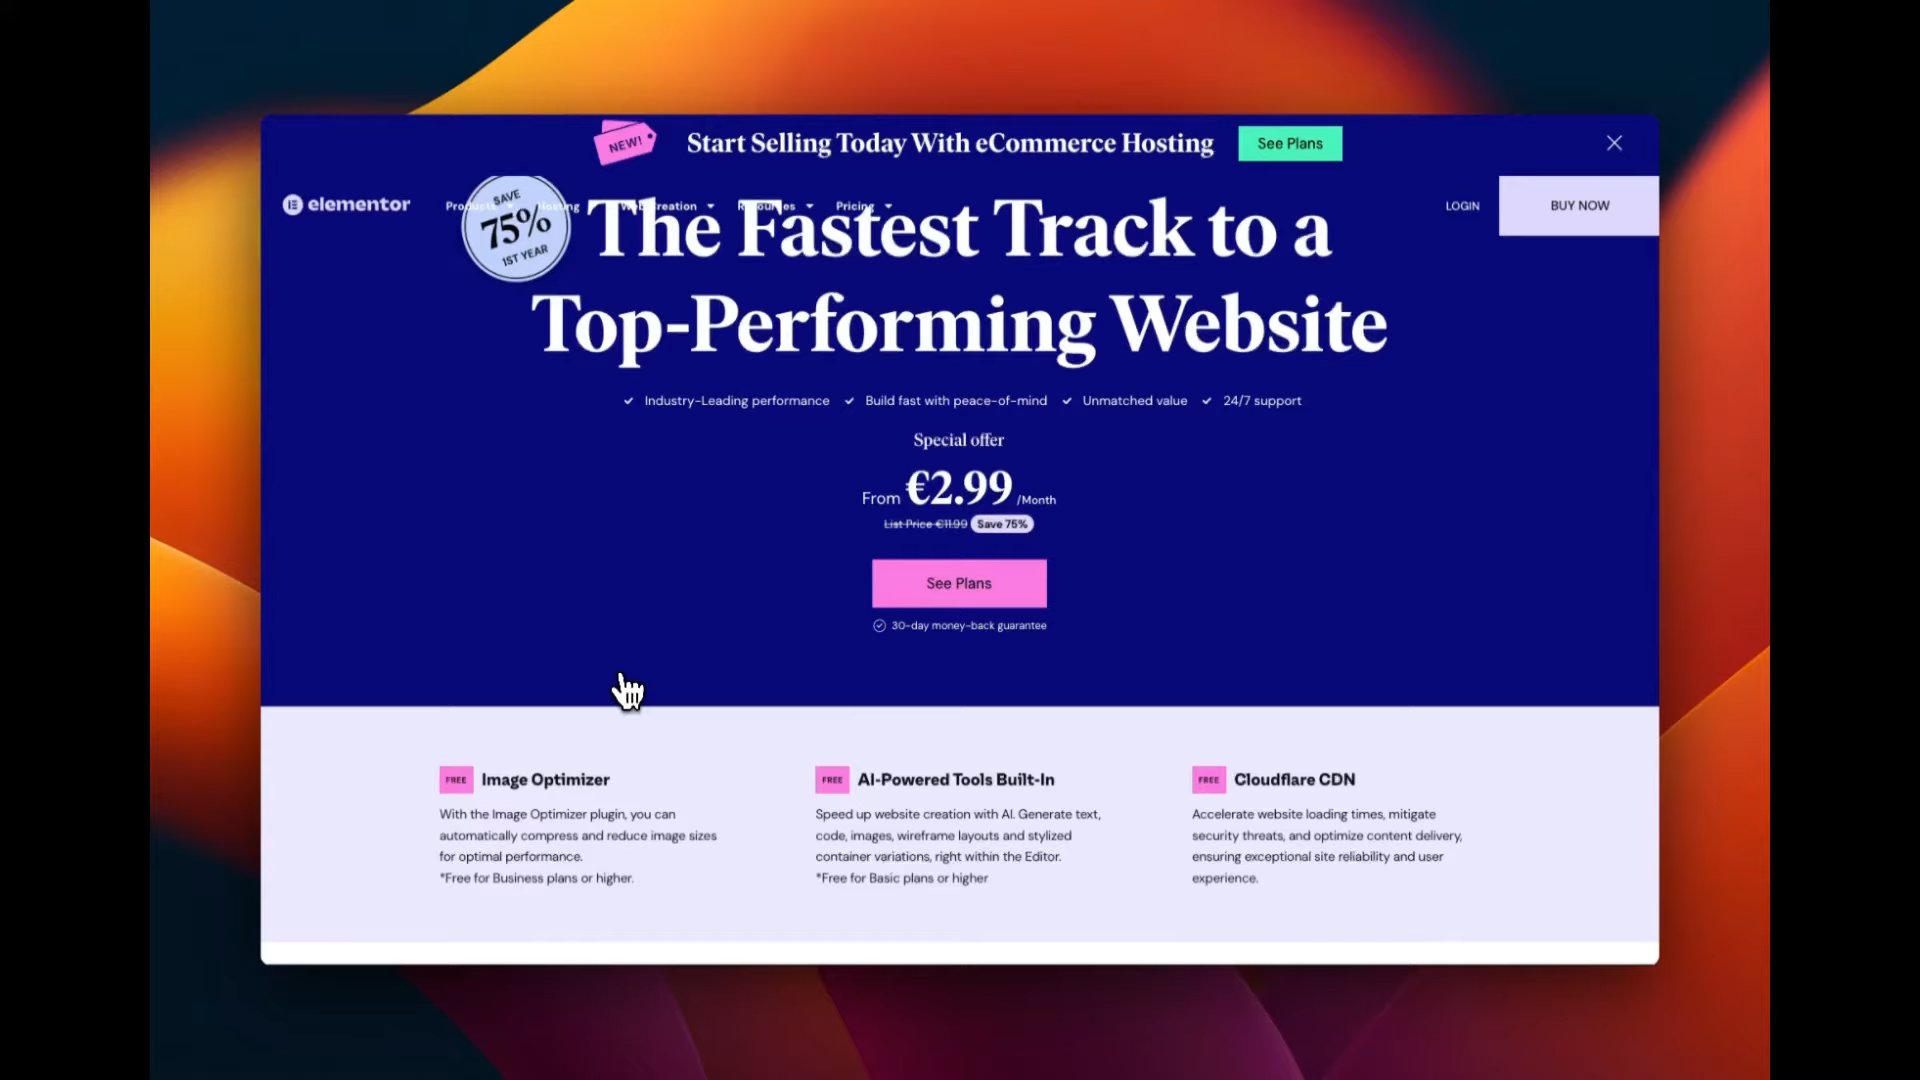 NEW!
Start Selling Today With eCommerce Hosting
See Plans
elementor
Pricing
LOGIN
BUY NOW
SAVE
75%
1ST YEAR
The Fastest Track to a
Top-Performing Website
Industry-Leading performance
Build fast with peace-of-mind
Unmatched value
24/7 support
Special offer
From €2.99 /Month
List Price €11.99 Save 75%
See Plans
30-day money-back guarantee
FREE Image Optimizer
With the Image Optimizer plugin, you can
automatically compress and reduce image sizes
for optimal performance.
*Free for Business plans or higher.
FREE AI-Powered Tools Built-In
Speed up website creation with AI. Generate text,
code, images, wireframe layouts and stylized
container variations, right within the Editor.
*Free for Basic plans or higher
FREE Cloudflare CDN
Accelerate website loading times, mitigate
security threats, and optimize content delivery,
ensuring exceptional site reliability and user
experience.